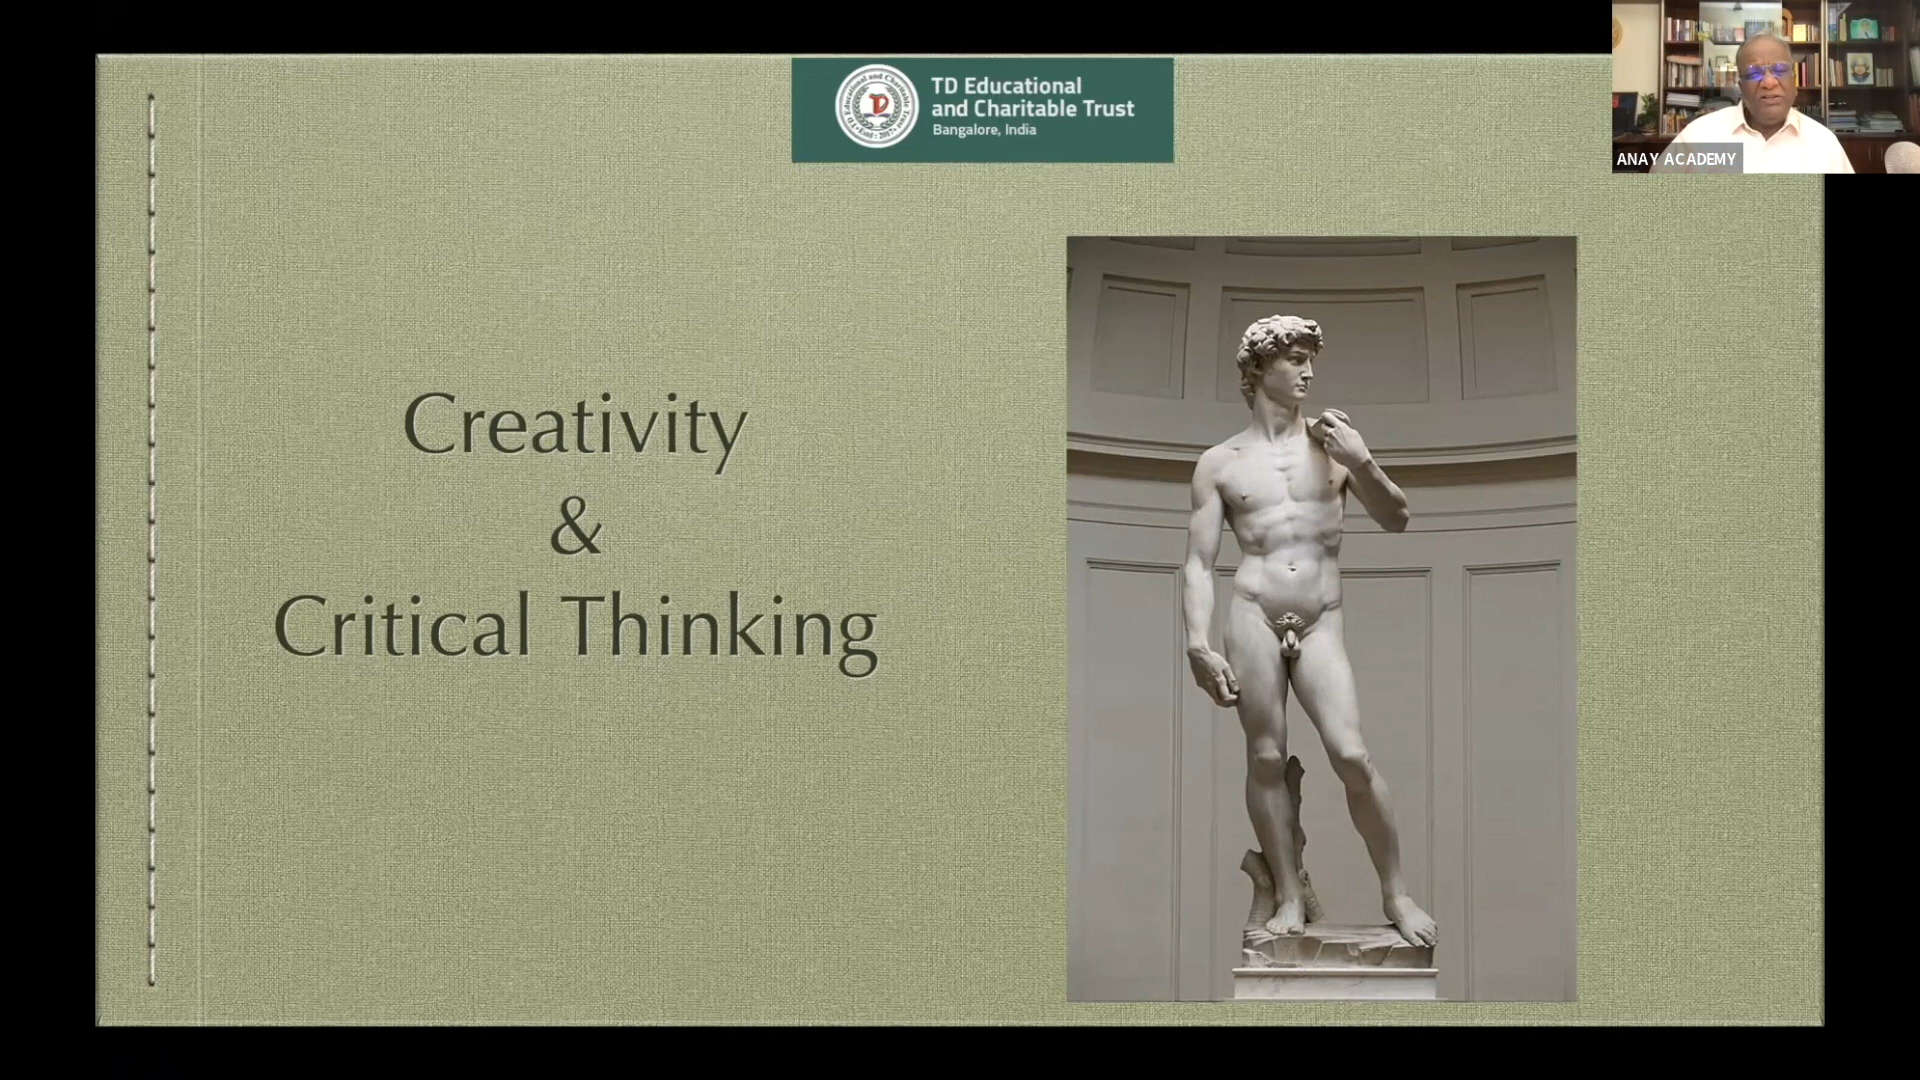 TD Educational
and Charitable Trust
Bangalore, India
ANAY ACADEMY
Creativity
&
Critical Thinking